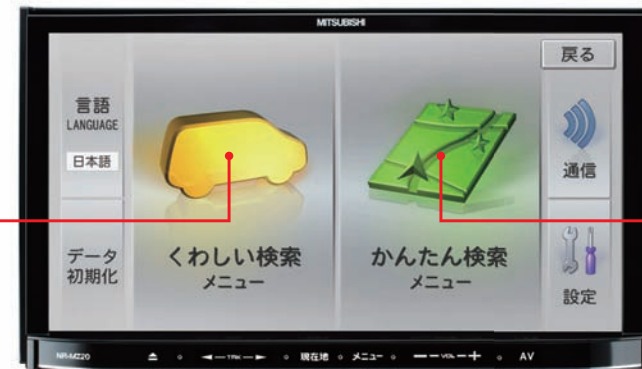 MITSUBISHI
戻る
言語
LANGUAGE
日本語
通信
データ
初期化
くわしい検索
メニュー
かんたん検索
メニュー
設定
NR-MZ20
TRK
現在地
メニュー
VOL
AV